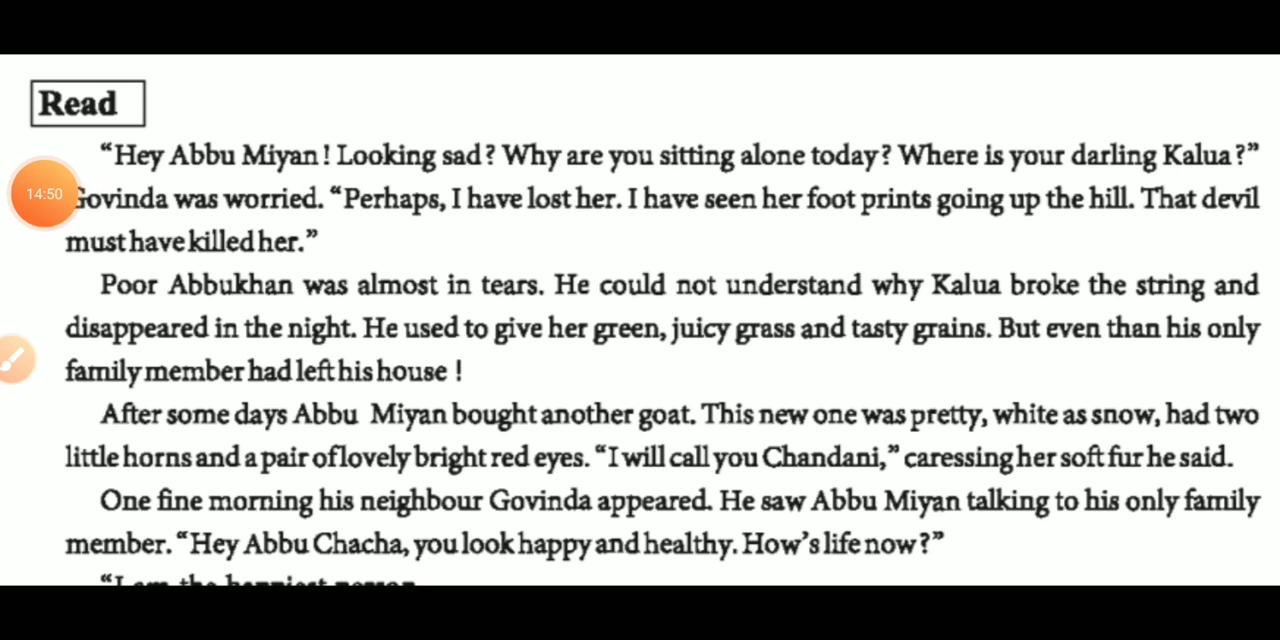 Read
“Hey Abbu Miyan! Looking sad? Why are you sitting alone today? Where is your darling Kalua?”
14:50
Govinda was worried. “Perhaps, I have lost her. I have seen her foot prints going up the hill. That devil
must have killed her.”
Poor Abbukhan was almost in tears. He could not understand why Kalua broke the string and
disappeared in the night. He used to give her green, juicy grass and tasty grains. But even than his only
family member had left his house !
After some days Abbu Miyan bought another goat. This new one was pretty, white as snow, had two
little horns and a pair of lovely bright red eyes. “I will call you Chandani,” caressing her soft fur he said.
One fine morning his neighbour Govinda appeared. He saw Abbu Miyan talking to his only family
member. “Hey Abbu Chacha, you look happy and healthy. How’s life now?”
“I am the happiest person